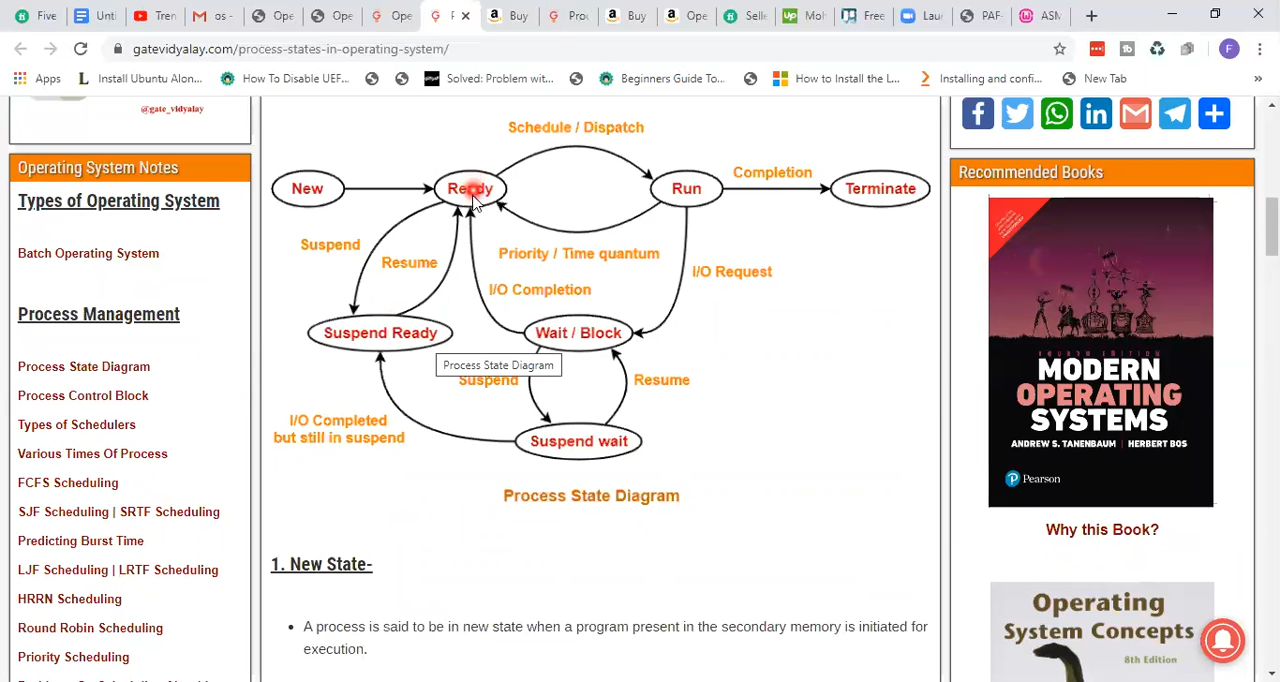 Five
Unti
Tren
as -
Ope
Ope
Ope
P
Buy
Proc
Buy
Ope
Selle
Moh
Free
Lau
PAF-
ASM
gatevidyalay.com/process-states-in-operating-system/
F
Apps
Install Ubuntu Alon...
How To Disable UEF...
Solved: Problem wit...
Beginners Guide To...
How to Install the L...
Installing and confi...
New Tab
»
@gate_vidyalay
Operating System Notes
Types of Operating System
Batch Operating System
Process Management
Process State Diagram
Process Control Block
Types of Schedulers
Various Times Of Process
FCFS Scheduling
SJF Scheduling | SRTF Scheduling
Predicting Burst Time
LJF Scheduling | LRTF Scheduling
HRRN Scheduling
Round Robin Scheduling
Priority Scheduling
Schedule / Dispatch
New
Ready
Run
Completion
Terminate
Suspend
Resume
Priority / Time quantum
I/O Request
I/O Completion
Suspend Ready
Wait / Block
Process State Diagram
Suspend
Resume
I/O Completed
but still in suspend
Suspend wait
Process State Diagram
1. New State-
• A process is said to be in new state when a program present in the secondary memory is initiated for
execution.
Recommended Books
FOURTH EDITION
MODERN
OPERATING
SYSTEMS
ANDREW S. TANENBAUM | HERBERT BOS
Pearson
Why this Book?
Operating
System Concepts
8th Edition